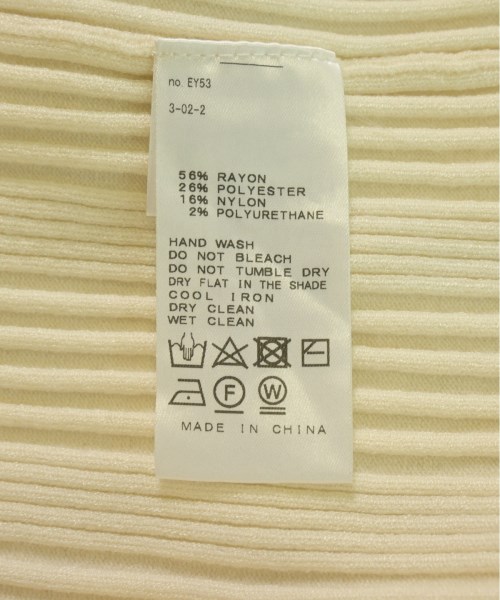 no. EY53
3-02-2
56% RAYON
26% POLYESTER
16% NYLON
2% POLYURETHANE
HAND WASH
DO NOT BLEACH
DO NOT TUMBLE DRY
DRY FLAT IN THE SHADE
COOL IRON
DRY CLEAN
WET CLEAN
F W
MADE IN CHINA